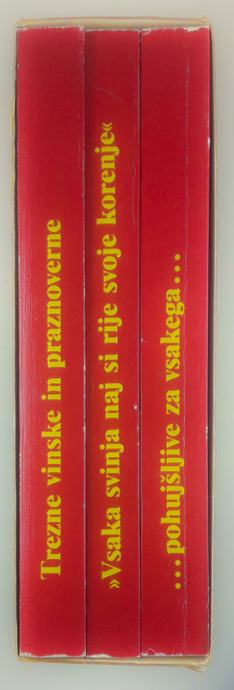 Trezne vinske in praznoverne
»Vsaka svinja naj si rije svoje korenje«
...pohujšljive za vsakega...